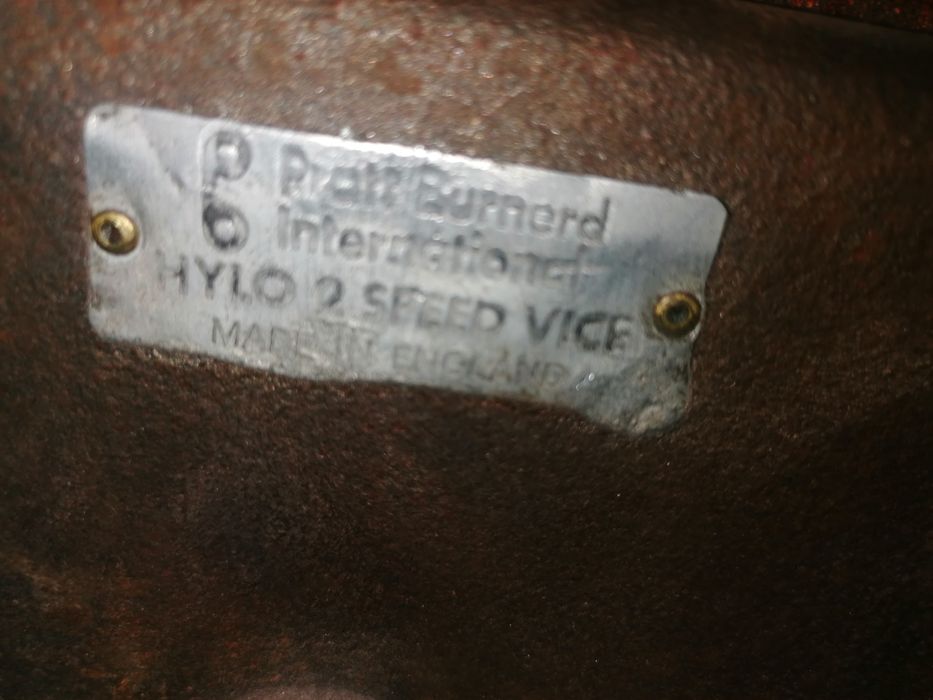 P Pratt Burnerd
b International
HYLO 2 SPEED VICE
MADE IN ENGLAND